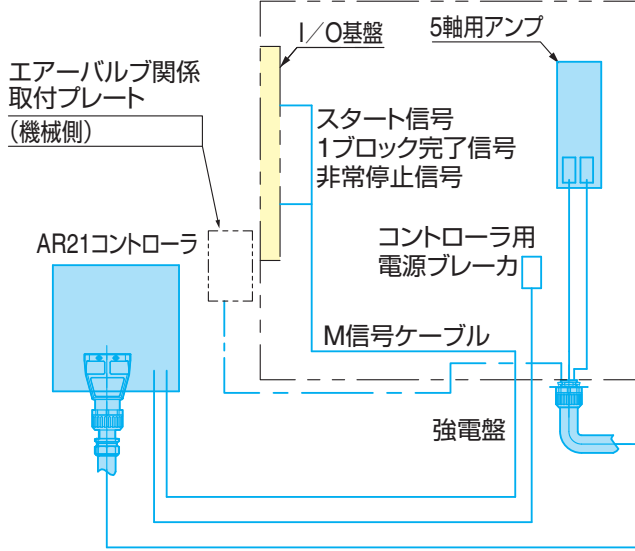 I/O基盤
5軸用アンプ
エアーバルブ関係
取付プレート
(機械側)
スタート信号
1ブロック完了信号
非常停止信号
AR21コントローラ
コントローラ用
電源ブレーカ
M信号ケーブル
強電盤